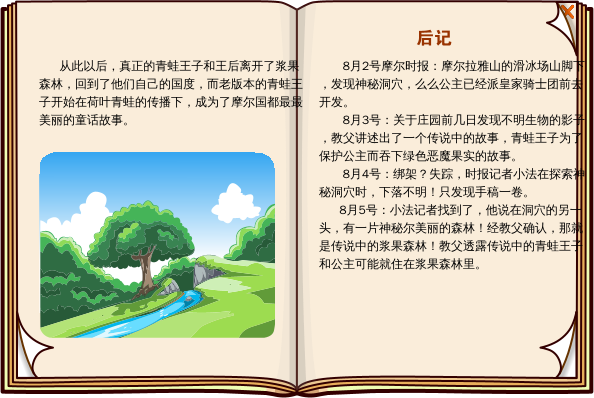 从此以后，真正的青蛙王子和王后离开了浆果
森林，回到了他们自己的国度，而老版本的青蛙王
子开始在荷叶青蛙的传播下，成为了摩尔国都最最
美丽的童话故事。
后记
8月2号摩尔时报：摩尔拉雅山的滑冰场山脚下
，发现神秘洞穴，么么公主已经派皇家骑士团前去
开发。
8月3号：关于庄园前几日发现不明生物的影子
，教父讲述出了一个传说中的故事，青蛙王子为了
保护公主而吞下绿色恶魔果实的故事。
8月4号：绑架？失踪，时报记者小法在探索神
秘洞穴时，下落不明！只发现手稿一卷。
8月5号：小法记者找到了，他说在洞穴的另一
头，有一片神秘尔美丽的森林！经教父确认，那就
是传说中的浆果森林！教父透露传说中的青蛙王子
和公主可能就住在浆果森林里。